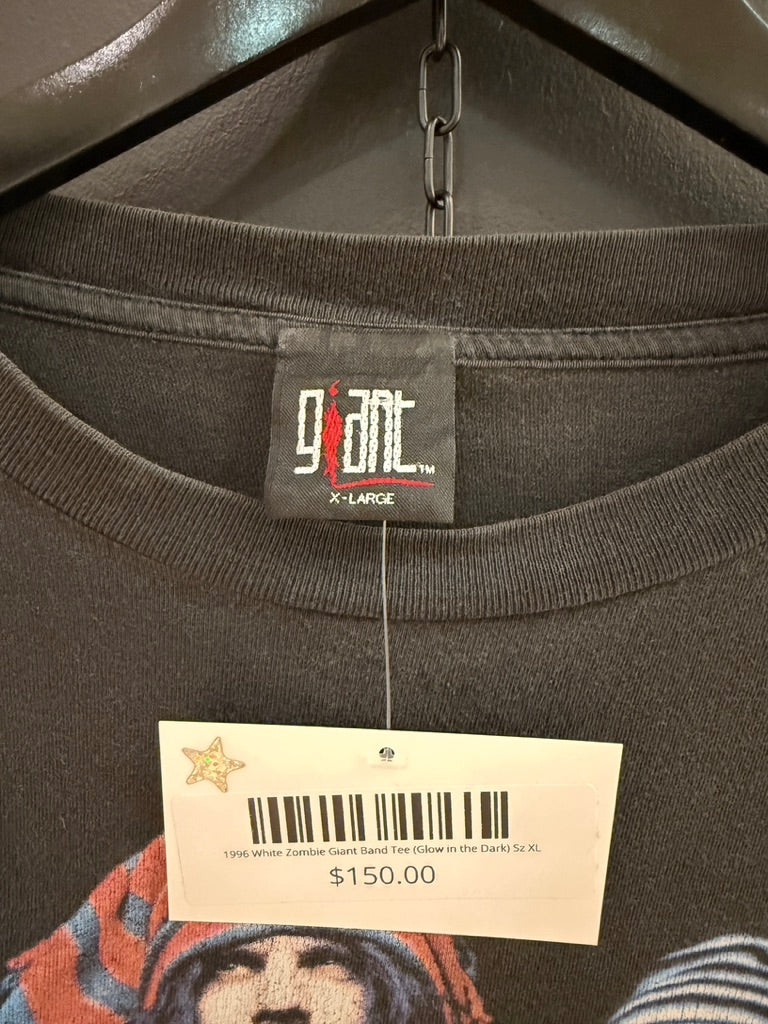 giant™
X-LARGE
1996 White Zombie Giant Band Tee (Glow in the Dark) Sz XL
$150.00